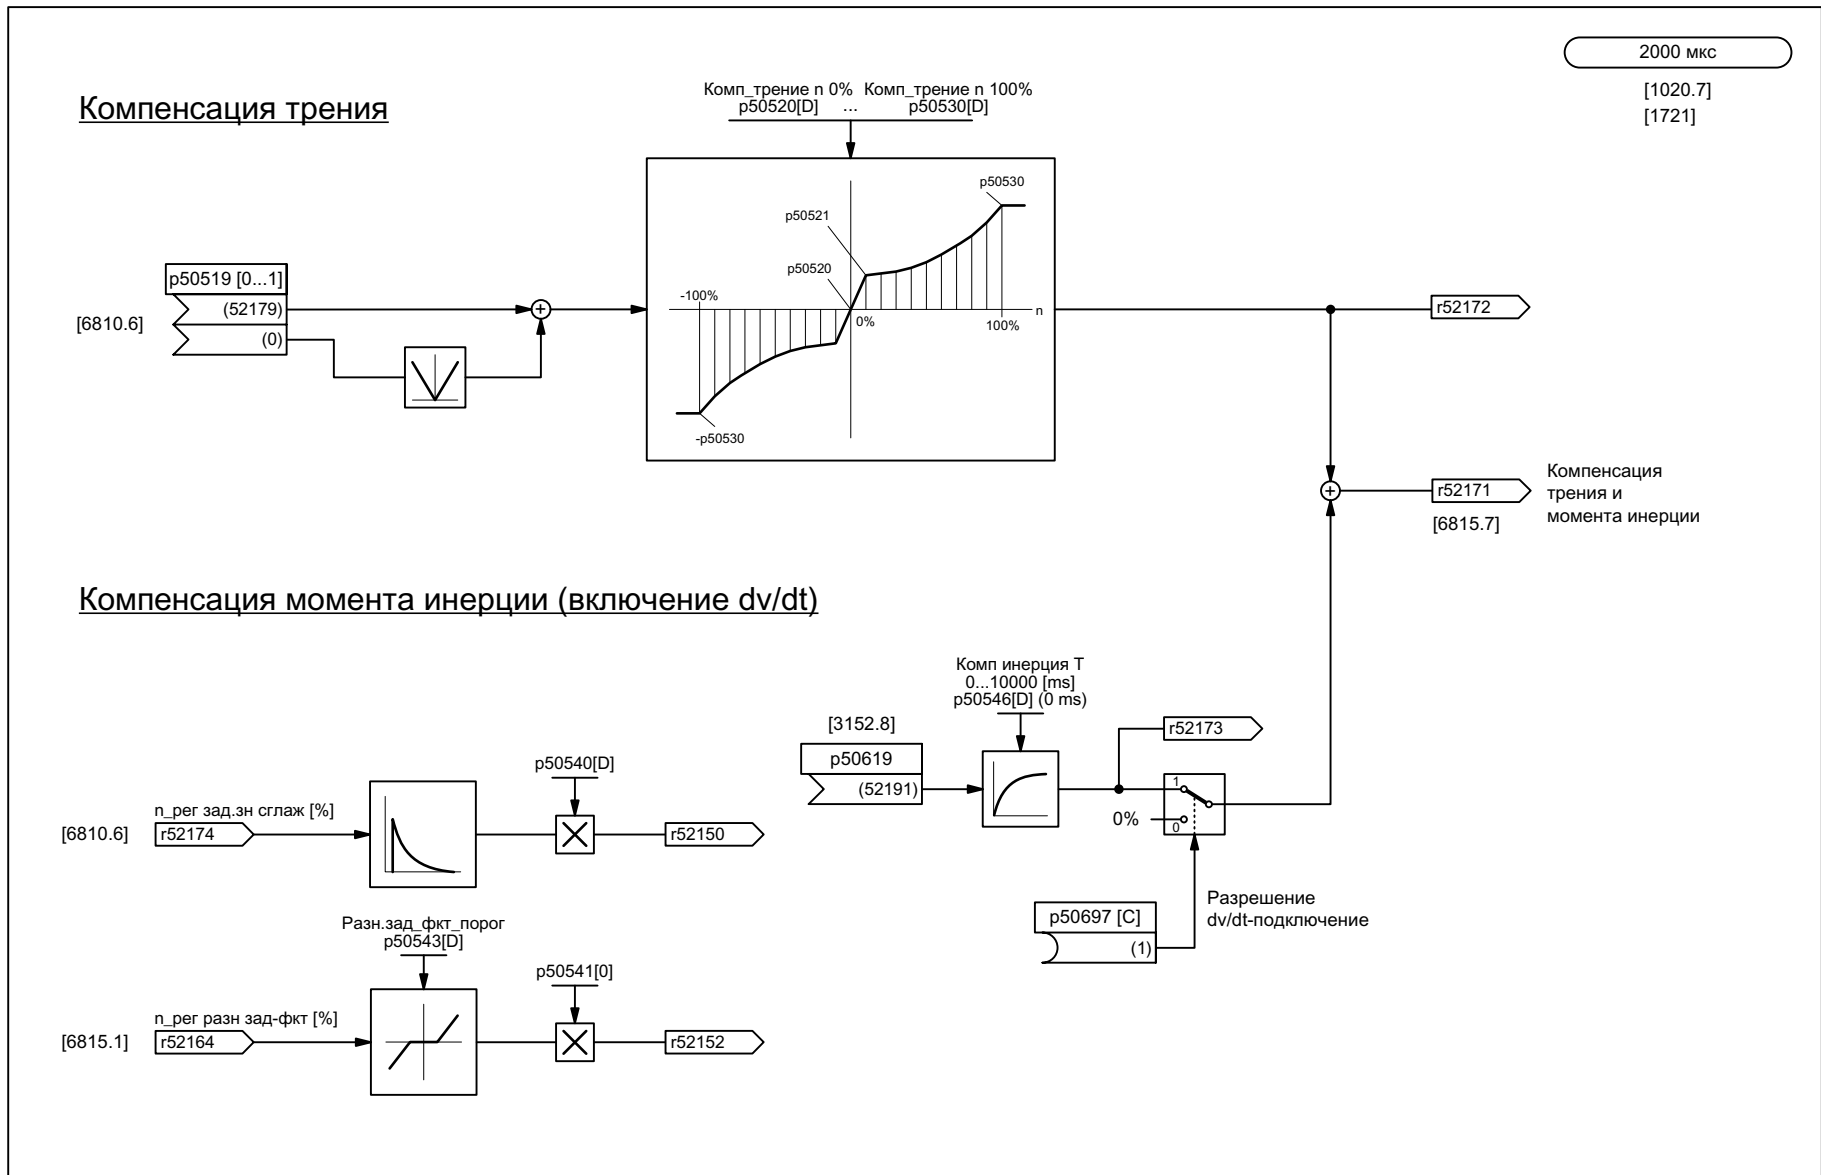 2000 мкс
[1020.7]
[1721]
Компенсация трения
Комп_трение n 0% Комп_трение n 100%
p50520[D] ... p50530[D]
p50530
p50521
p50520
-100%
0%
100%
n
-p50530
p50519 [0...1]
(52179)
(0)
[6810.6]
r52172
r52171
[6815.7]
Компенсация
трения и
момента инерции
Компенсация момента инерции (включение dv/dt)
Комп инерция T
0...10000 [ms]
p50546[D] (0 ms)
[3152.8]
p50619
(52191)
r52173
1
0%
0
p50697 [C]
(1)
Разрешение
dv/dt-подключение
p50540[D]
n_рег зад.зн сглаж [%]
[6810.6]
r52174
r52150
Разн.зад_фкт_порог
p50543[D]
p50541[0]
n_рег разн зад-фкт [%]
[6815.1]
r52164
r52152